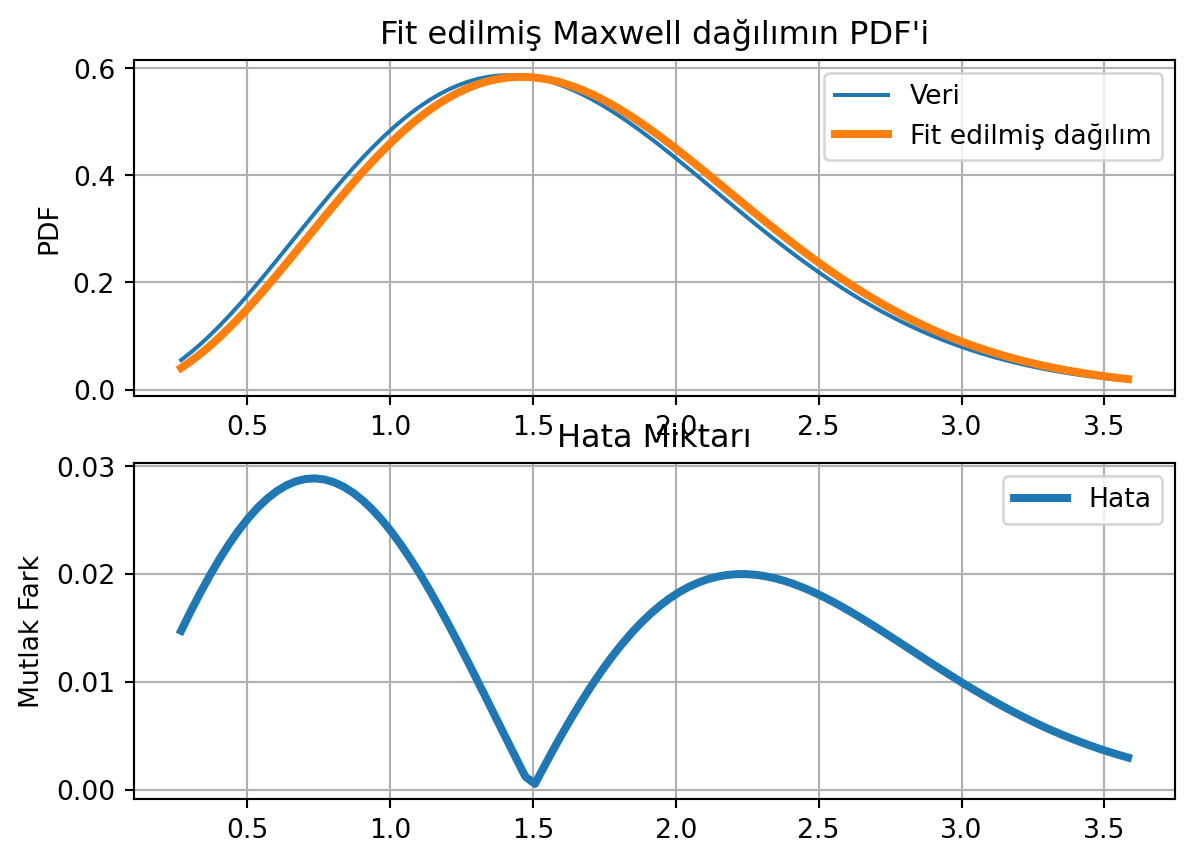 Fit edilmiş Maxwell dağılımın PDF'i
Veri
Fit edilmiş dağılım
PDF
0.6
0.4
0.2
0.0
0.5 1.0 1.5 2.0 2.5 3.0 3.5
Hata Miktarı
Hata
Mutlak Fark
0.03
0.02
0.01
0.00
0.5 1.0 1.5 2.0 2.5 3.0 3.5